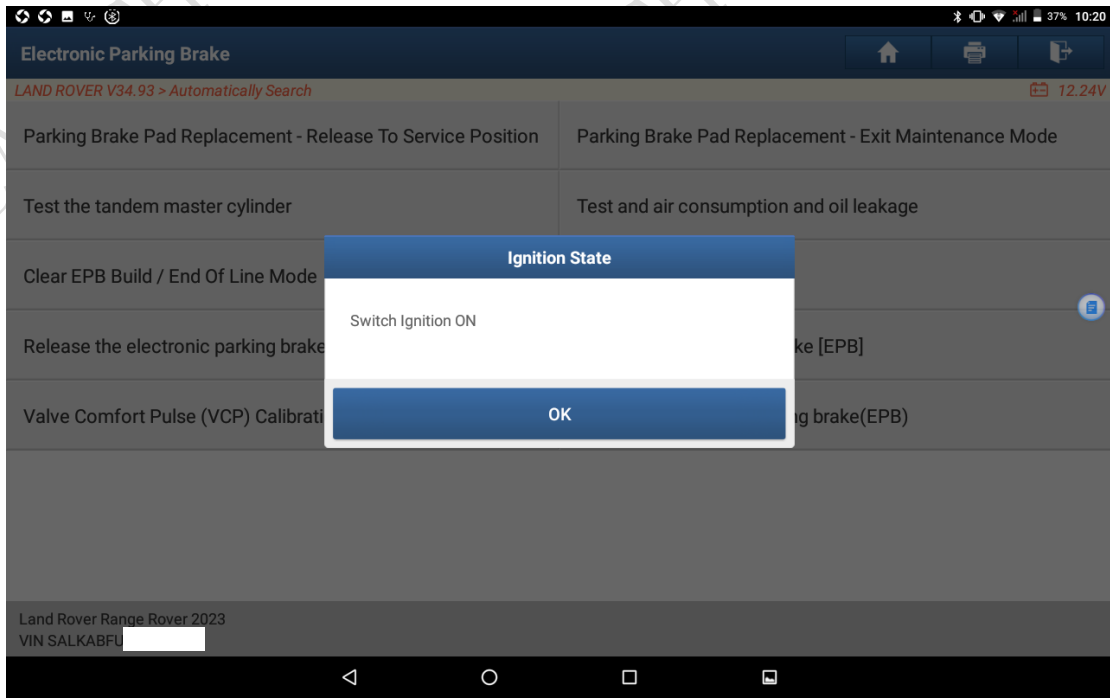 37% 10:20
Electronic Parking Brake
LAND ROVER V34.93 > Automatically Search
12.24V
Parking Brake Pad Replacement - Release To Service Position
Parking Brake Pad Replacement - Exit Maintenance Mode
Test the tandem master cylinder
Test and air consumption and oil leakage
Ignition State
Clear EPB Build / End Of Line Mode
Switch Ignition ON
Release the electronic parking brake
[EPB]
OK
Valve Comfort Pulse (VCP)
brake(EPB)
Land Rover Range Rover 2023
VIN SALKABFU